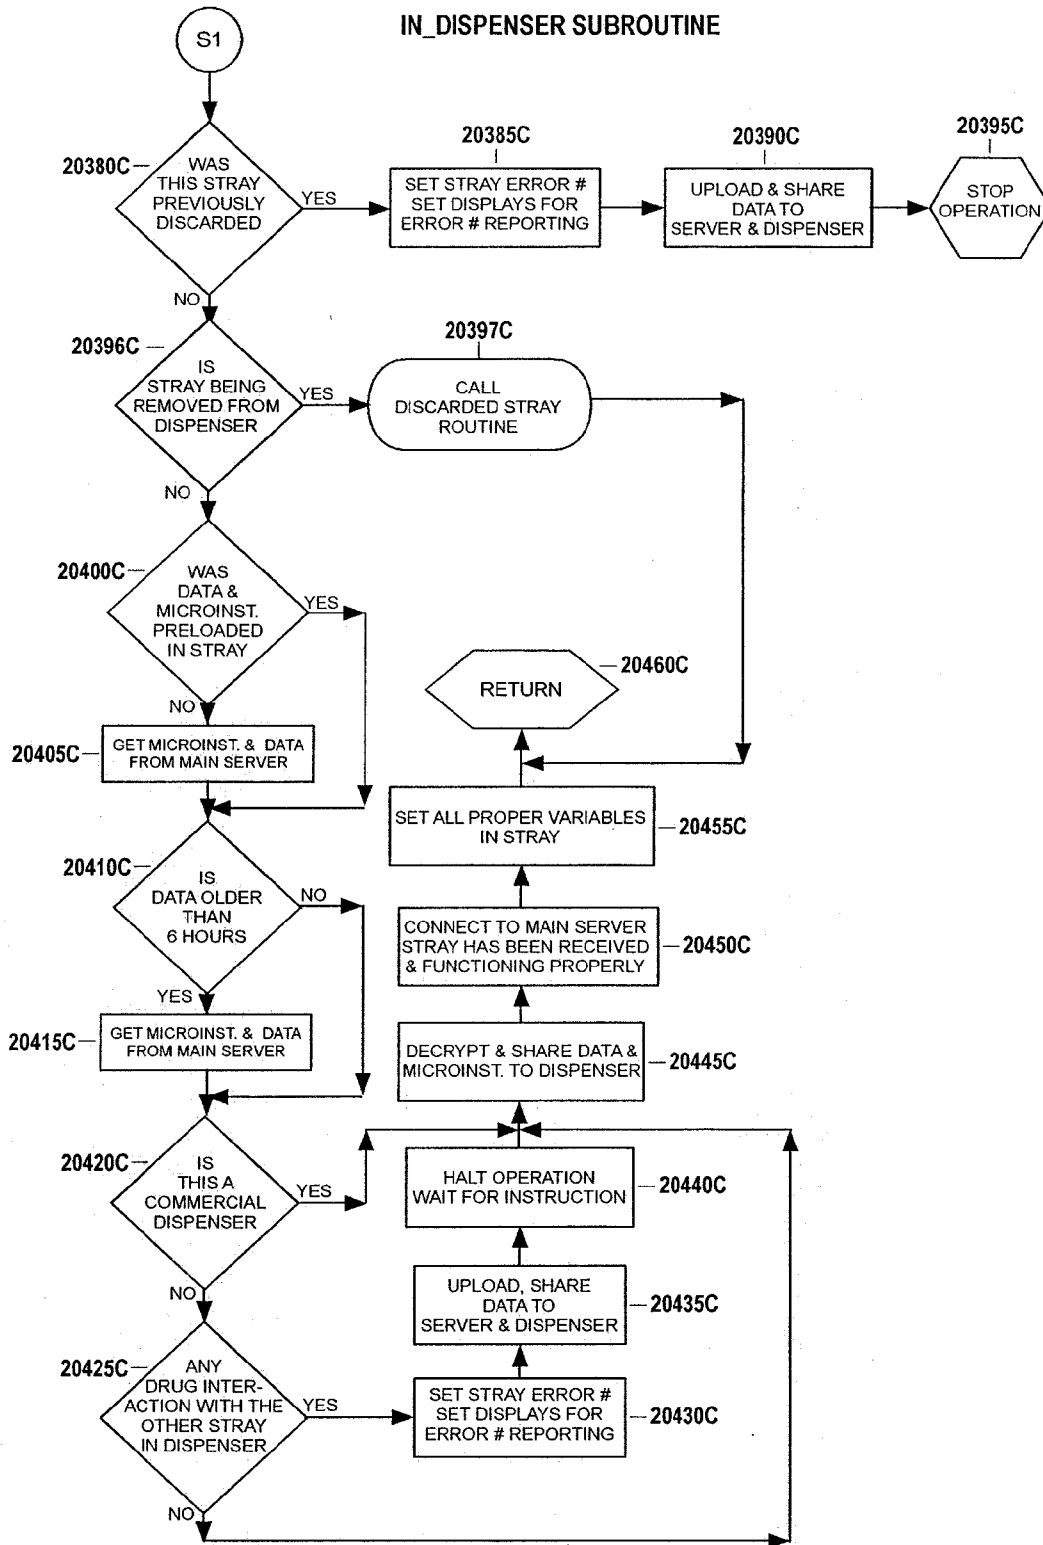 IN_DISPENSER SUBROUTINE
S1
20380C
WAS
THIS STRAY
PREVIOUSLY
DISCARDED
YES
NO
20385C
SET STRAY ERROR #
SET DISPLAYS FOR
ERROR # REPORTING
20390C
UPLOAD & SHARE
DATA TO
SERVER & DISPENSER
20395C
STOP
OPERATION
20396C
IS
STRAY BEING
REMOVED FROM
DISPENSER
YES
NO
20397C
CALL
DISCARDED STRAY
ROUTINE
20400C
WAS
DATA &
MICROINST.
PRELOADED
IN STRAY
YES
NO
20405C
GET MICROINST. & DATA
FROM MAIN SERVER
20410C
IS
DATA OLDER
THAN
6 HOURS
NO
YES
20415C
GET MICROINST. & DATA
FROM MAIN SERVER
20420C
IS
THIS A
COMMERCIAL
DISPENSER
YES
NO
20425C
ANY
DRUG INTER-
ACTION WITH THE
OTHER STRAY
IN DISPENSER
YES
NO
SET STRAY ERROR #
SET DISPLAYS FOR
ERROR # REPORTING
20430C
UPLOAD, SHARE
DATA TO
SERVER & DISPENSER
20435C
HALT OPERATION
WAIT FOR INSTRUCTION
20440C
DECRYPT & SHARE DATA &
MICROINST. TO DISPENSER
20445C
CONNECT TO MAIN SERVER
STRAY HAS BEEN RECEIVED
& FUNCTIONING PROPERLY
20450C
SET ALL PROPER VARIABLES
IN STRAY
20455C
RETURN
20460C